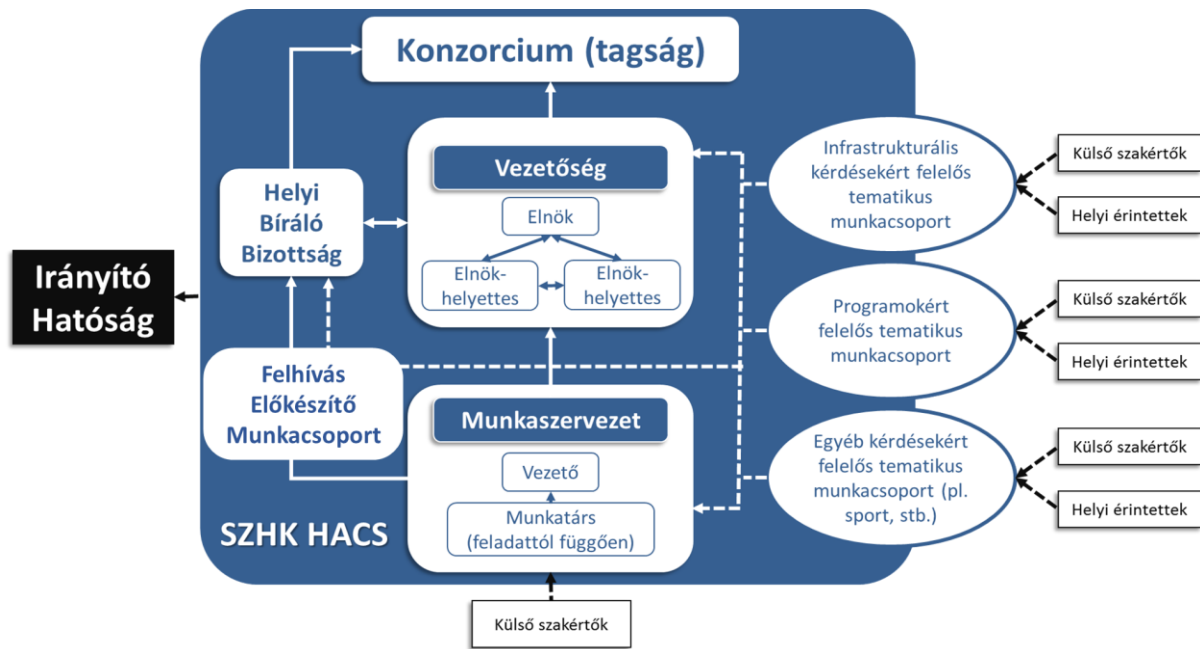 Konzorcium (tagság)
Vezetőség
Elnök
Elnök-
helyettes
Elnök-
helyettes
Helyi
Bíráló
Bizottság
Irányító
Hatóság
Felhívás
Előkészítő
Munkacsoport
Munkaszervezet
Vezető
Munkatárs
(feladattól függően)
SZHK HACS
Külső szakértők
Infrastrukturális
kérdésekért felelős
tematikus
munkacsoport
Külső szakértők
Helyi érintettek
Programokért
felelős tematikus
munkacsoport
Külső szakértők
Helyi érintettek
Egyéb kérdésekért
felelős tematikus
munkacsoport (pl.
sport, stb.)
Külső szakértők
Helyi érintettek